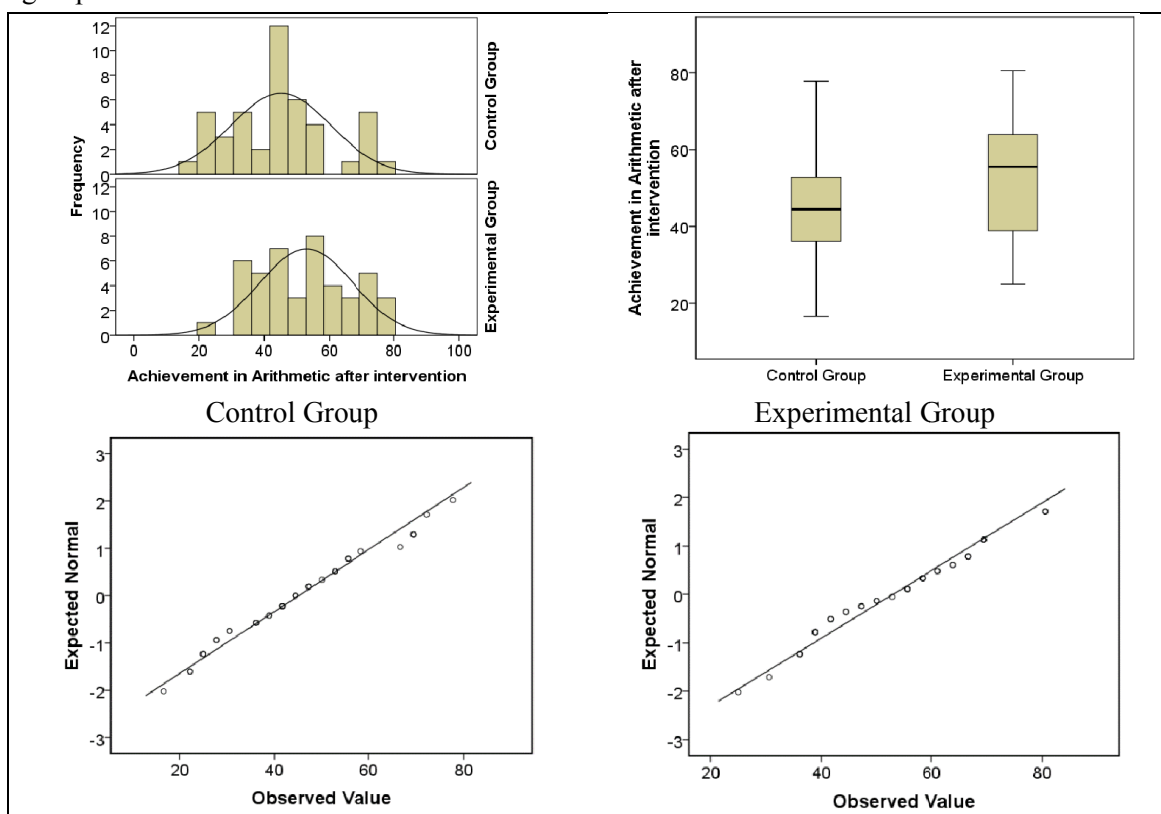 12
10
8
6
4
2
0
Control Group
12
10
8
6
4
2
0
Experimental Group
Frequency
0 20 40 60 80 100
Achievement in Arithmetic after intervention
80
60
40
20
Achievement in Arithmetic after
intervention
Control Group Experimental Group
Control Group
Experimental Group
3
2
1
0
-1
-2
-3
Expected Normal
20 40 60 80
Observed Value
3
2
1
0
-1
-2
-3
Expected Normal
20 40 60 80
Observed Value